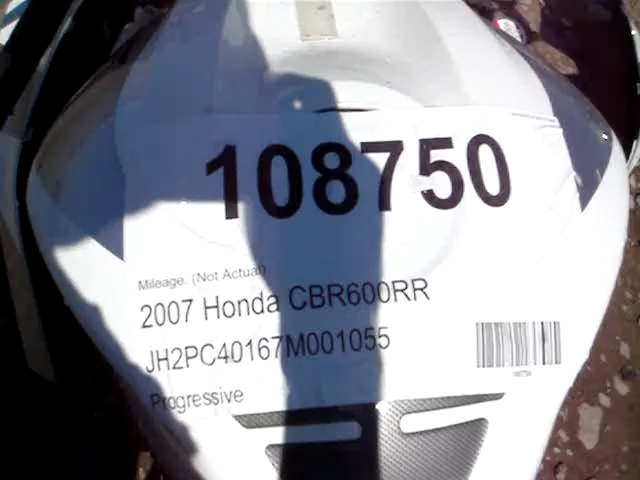 108750
Mileage. (Not Actual)
2007 Honda CBR600RR
JH2PC40167M001055
Progressive